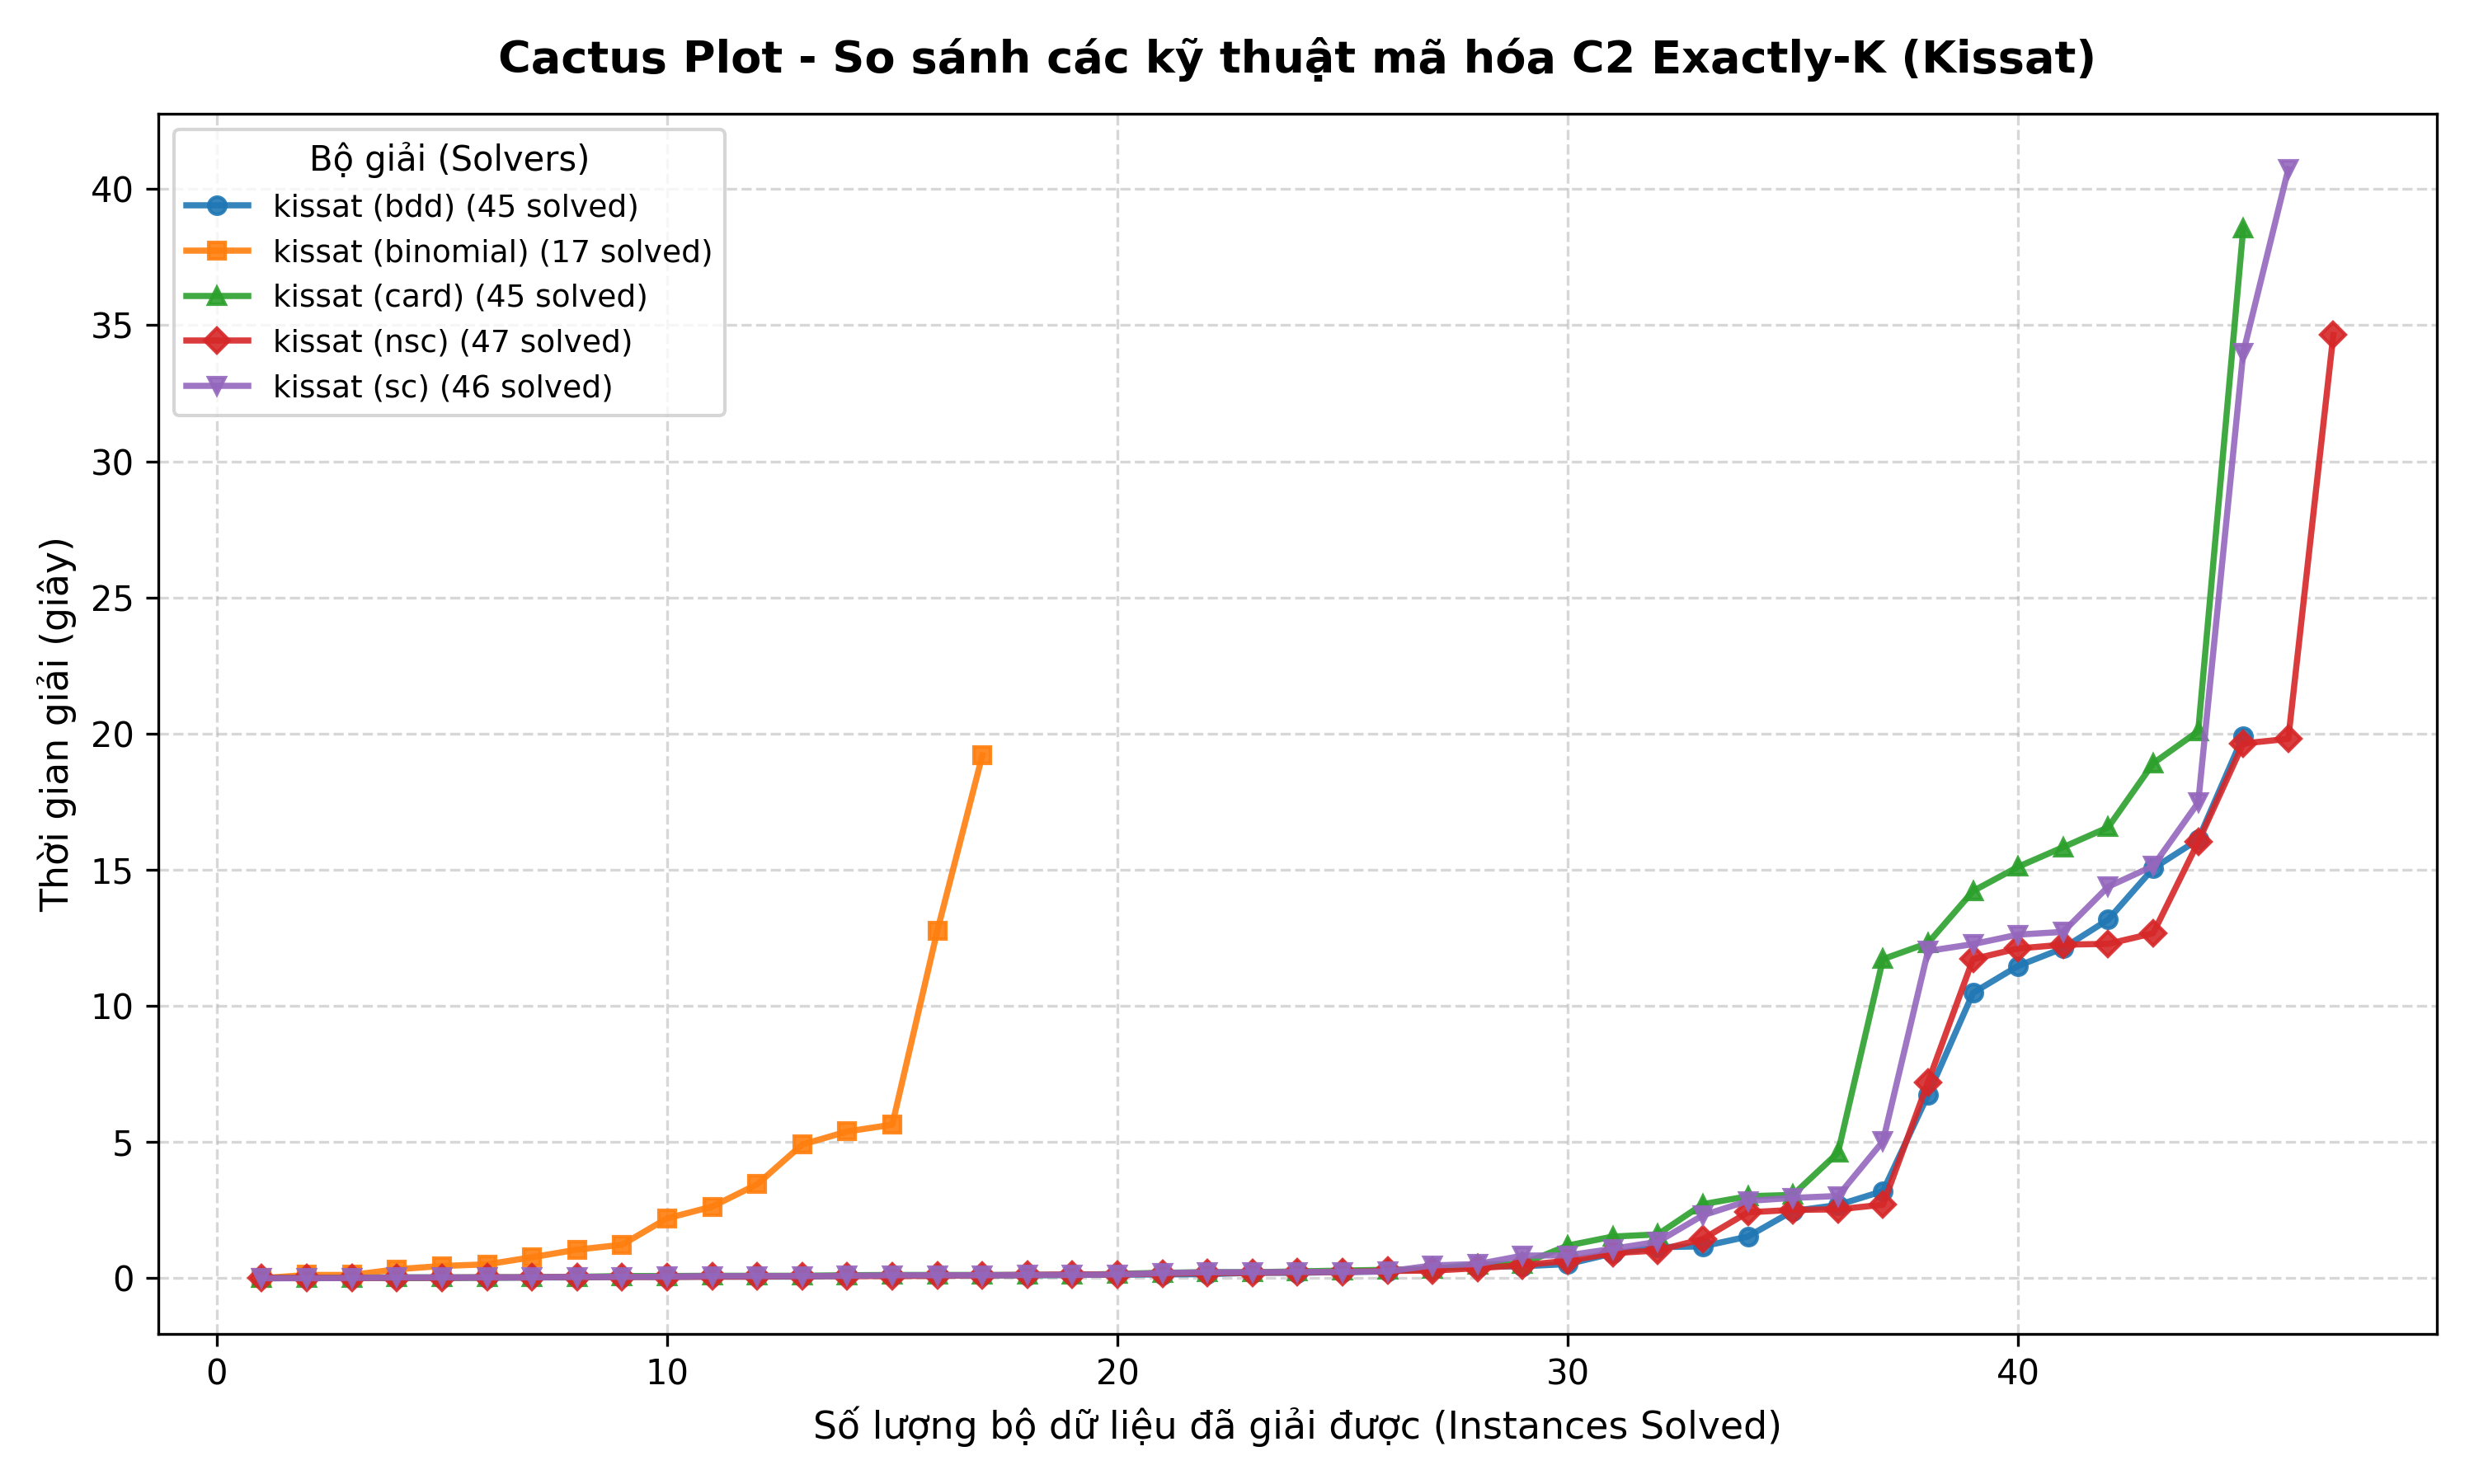 Cactus Plot - So sánh các kỹ thuật mã hóa C2 Exactly-K (Kissat)
Bộ giải (Solvers)
kissat (bdd) (45 solved)
kissat (binomial) (17 solved)
kissat (card) (45 solved)
kissat (nsc) (47 solved)
kissat (sc) (46 solved)
Thời gian giải (giây)
40
35
30
25
20
15
10
5
0
0 10 20 30 40
Số lượng bộ dữ liệu đã giải được (Instances Solved)